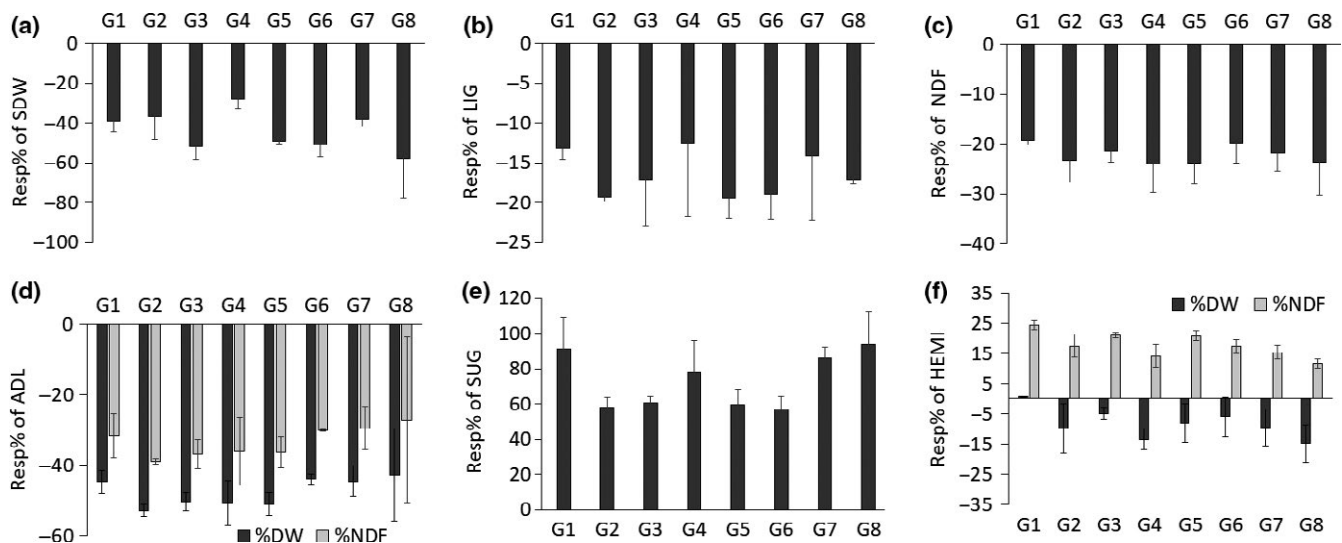 (a)
G1 G2 G3 G4 G5 G6 G7 G8
0
−20
−40
−60
−80
−100
Resp% of SDW
(b)
G1 G2 G3 G4 G5 G6 G7 G8
0
−5
−10
−15
−20
−25
Resp% of LIG
(c)
G1 G2 G3 G4 G5 G6 G7 G8
0
−10
−20
−30
−40
Resp% of NDF
(d)
G1 G2 G3 G4 G5 G6 G7 G8
0
−20
−40
−60
Resp% of ADL
%DW %NDF
(e)
120
100
80
60
40
20
0
Resp% of SUG
G1 G2 G3 G4 G5 G6 G7 G8
(f)
35
25
15
5
−5
−15
−25
−35
Resp% of HEMI
%DW %NDF
G1 G2 G3 G4 G5 G6 G7 G8